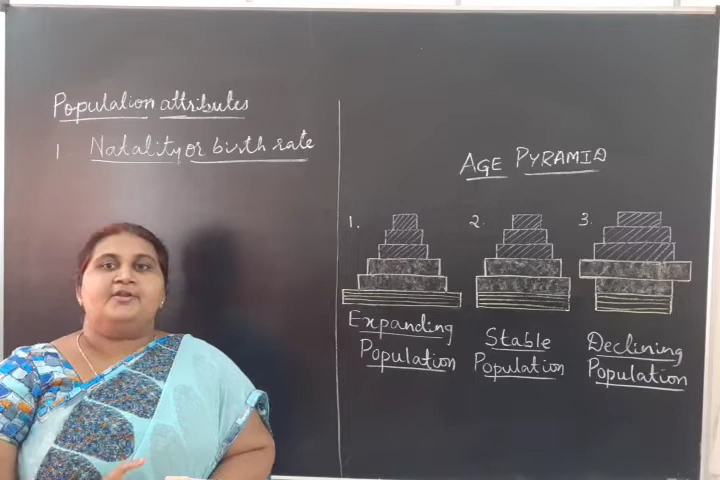 Population attributes
1. Natality or birth rate
AGE PYRAMID
1.
2.
3.
Expanding
Population
Stable
Population
Declining
Population